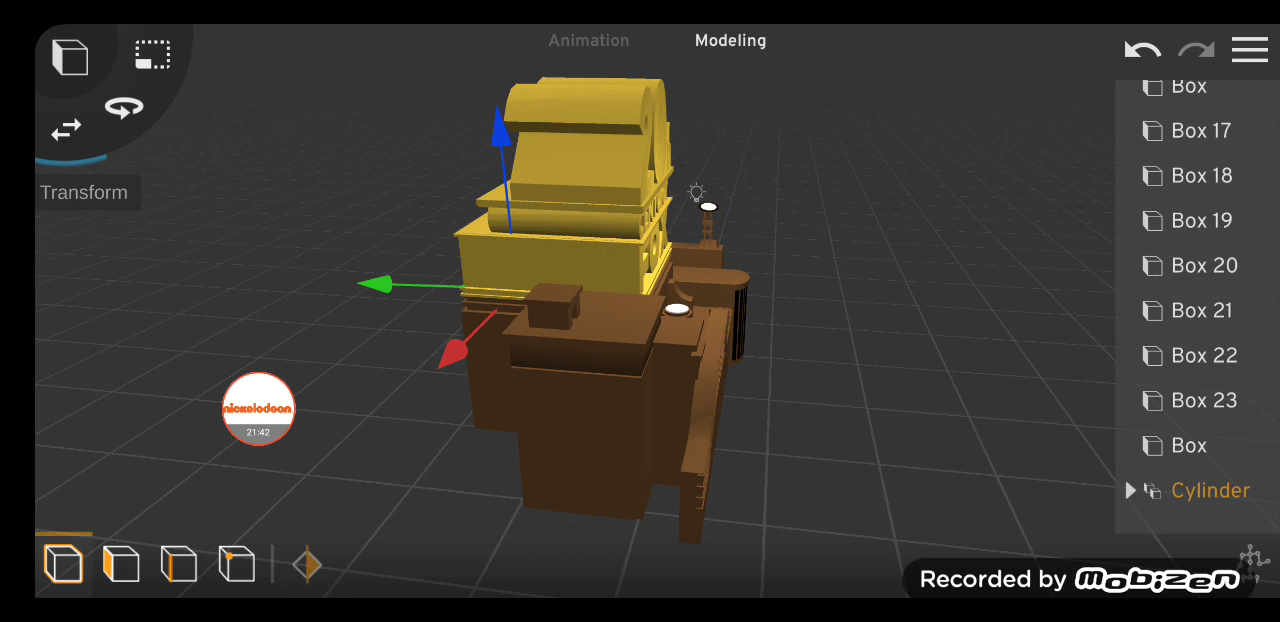 Animation
Modeling
Transform
Box
Box 17
Box 18
Box 19
Box 20
Box 21
Box 22
Box 23
Box
Cylinder
nickelodeon
21:42
Recorded by Mobizen